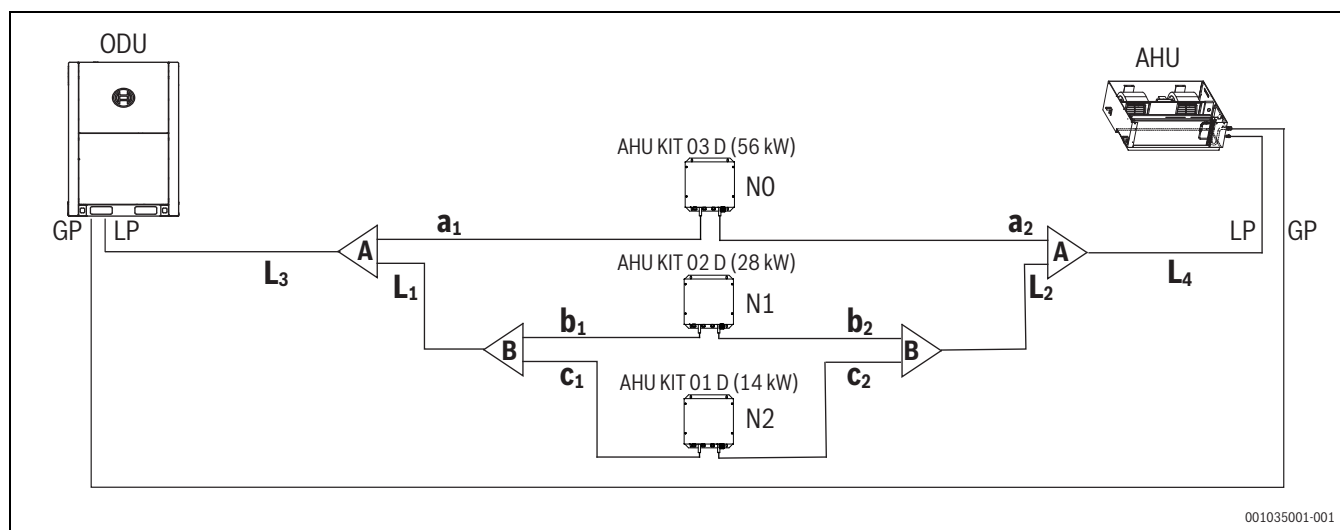 ODU
AHU
AHU KIT 03 D (56 kW)
N0
GP
LP
a1
a2
LP
GP
A
A
L3
L1
AHU KIT 02 D (28 kW)
L2
L4
N1
b1
b2
B
B
c1
c2
AHU KIT 01 D (14 kW)
N2
001035001-001